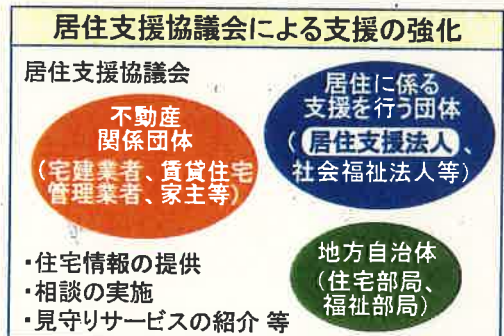 居住支援協議会による支援の強化
居住支援協議会
不動産
関係団体
(宅建業者、賃貸住宅
管理業者、家主等)
居住に係る
支援を行う団体
(居住支援法人、
社会福祉法人等)
地方自治体
(住宅部局、
福祉部局)
・住宅情報の提供
・相談の実施
・見守りサービスの紹介 等